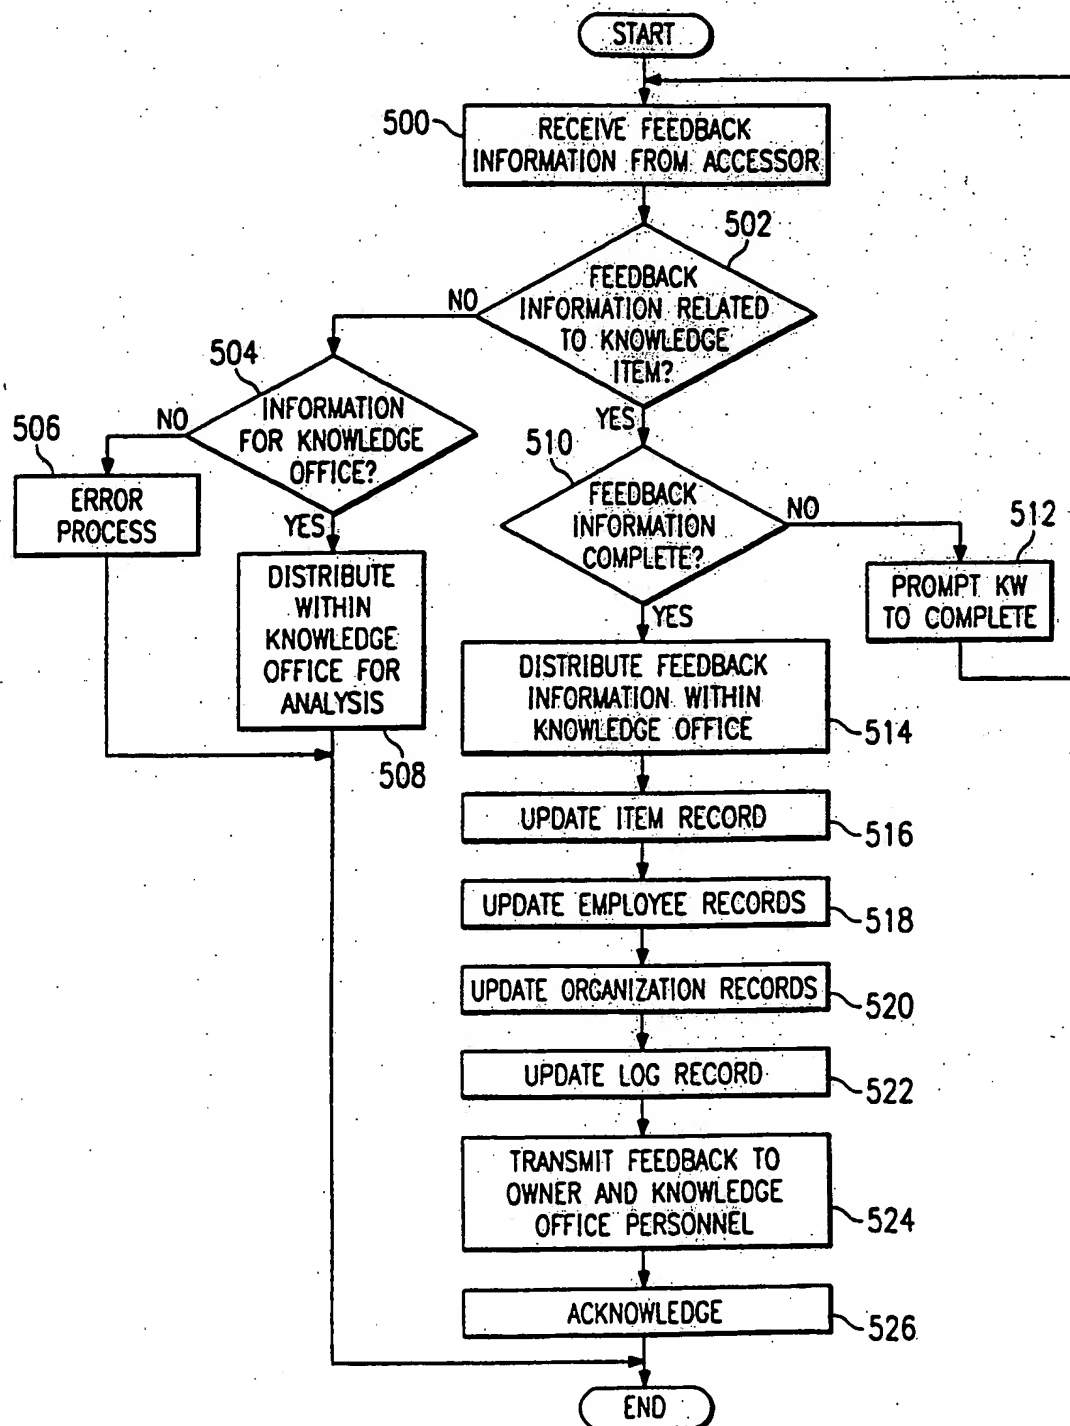 START
500
RECEIVE FEEDBACK
INFORMATION FROM ACCESSOR
502
FEEDBACK
INFORMATION RELATED
TO KNOWLEDGE
ITEM?
NO
YES
504
INFORMATION
FOR KNOWLEDGE
OFFICE?
NO
YES
506
ERROR
PROCESS
DISTRIBUTE
WITHIN
KNOWLEDGE
OFFICE FOR
ANALYSIS
508
510
FEEDBACK
INFORMATION
COMPLETE?
NO
YES
512
PROMPT KW
TO COMPLETE
DISTRIBUTE FEEDBACK
INFORMATION WITHIN
KNOWLEDGE OFFICE
514
UPDATE ITEM RECORD
516
UPDATE EMPLOYEE RECORDS
518
UPDATE ORGANIZATION RECORDS
520
UPDATE LOG RECORD
522
TRANSMIT FEEDBACK TO
OWNER AND KNOWLEDGE
OFFICE PERSONNEL
524
ACKNOWLEDGE
526
END